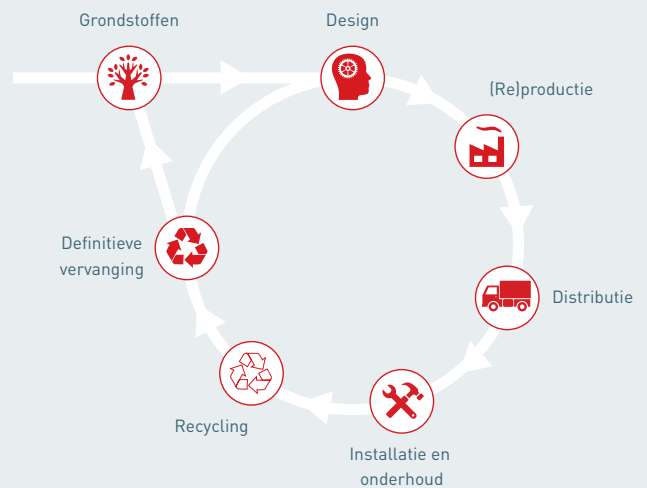 Grondstoffen
Design
(Re)productie
Distributie
Installatie en
onderhoud
Recycling
Definitieve
vervanging